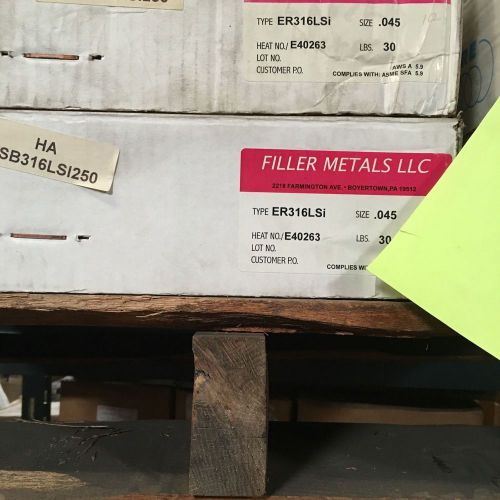 TYPE ER316LSi SIZE .045
HEAT NO./ E40263 LBS. 30
LOT NO.
CUSTOMER P.O.
AWS A 5.9
COMPLIES WITH: ASME SFA 5.9
HA
SB316LSI250
FILLER METALS LLC
2218 FARMINGTON AVE. • BOYERTOWN, PA 19512
TYPE ER316LSi SIZE .045
HEAT NO./ E40263 LBS. 30
LOT NO.
CUSTOMER P.O.
COMPLIES WITH